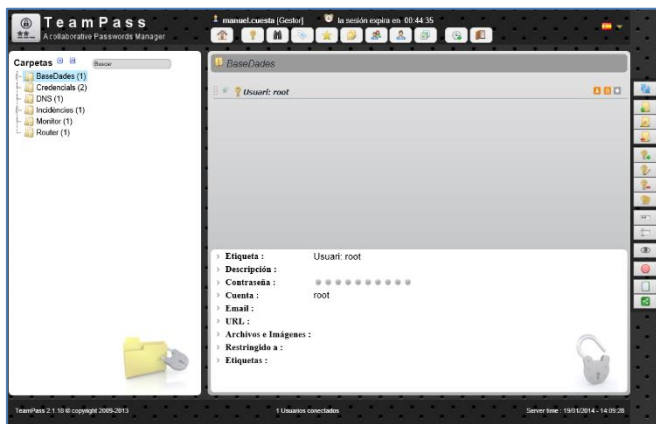 TeamPass
A collaborative Passwords Manager
manuel.cuesta [Gestor] la sesión expira en 00:44:35
Carpetas Buscar
BaseDades (1)
Credencials (2)
DNS (1)
Incidències (1)
Monitor (1)
Router (1)
BaseDades
Usuari: root
Etiqueta : Usuari: root
Descripción :
Contraseña :
Cuenta : root
Email :
URL :
Archivos e Imágenes :
Restringido a :
Etiquetas :
TeamPass 2.1.18 © copyright 2009-2013 1 Usuarios conectados Server time : 19/01/2014 - 14:09:28